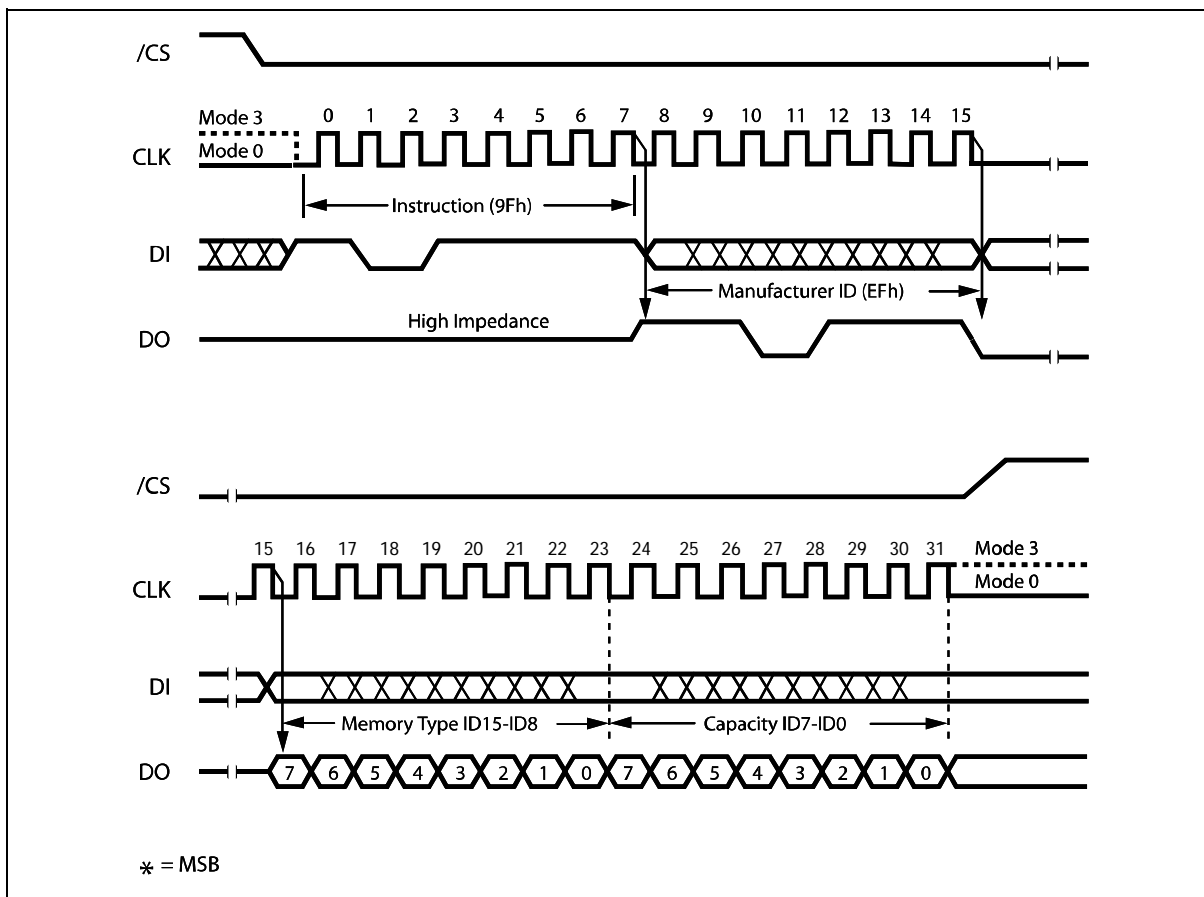 /CS
Mode 3
0 1 2 3 4 5 6 7 8 9 10 11 12 13 14 15
CLK
Mode 0
Instruction (9Fh)
DI
Manufacturer ID (EFh)
High Impedance
DO
/CS
15 16 17 18 19 20 21 22 23 24 25 26 27 28 29 30 31
Mode 3
CLK
Mode 0
DI
Memory Type ID15-ID8
Capacity ID7-ID0
DO
7 6 5 4 3 2 1 0 7 6 5 4 3 2 1 0
* = MSB